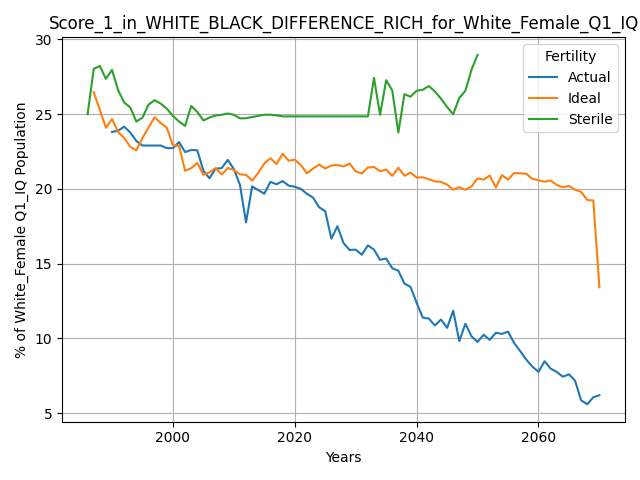 Score_1_in_WHITE_BLACK_DIFFERENCE_RICH_for_White_Female_Q1_IQ
30
25
20
15
10
5
% of White_Female Q1_IQ Population
Fertility
Actual
Ideal
Sterile
2000
2020
2040
2060
Years